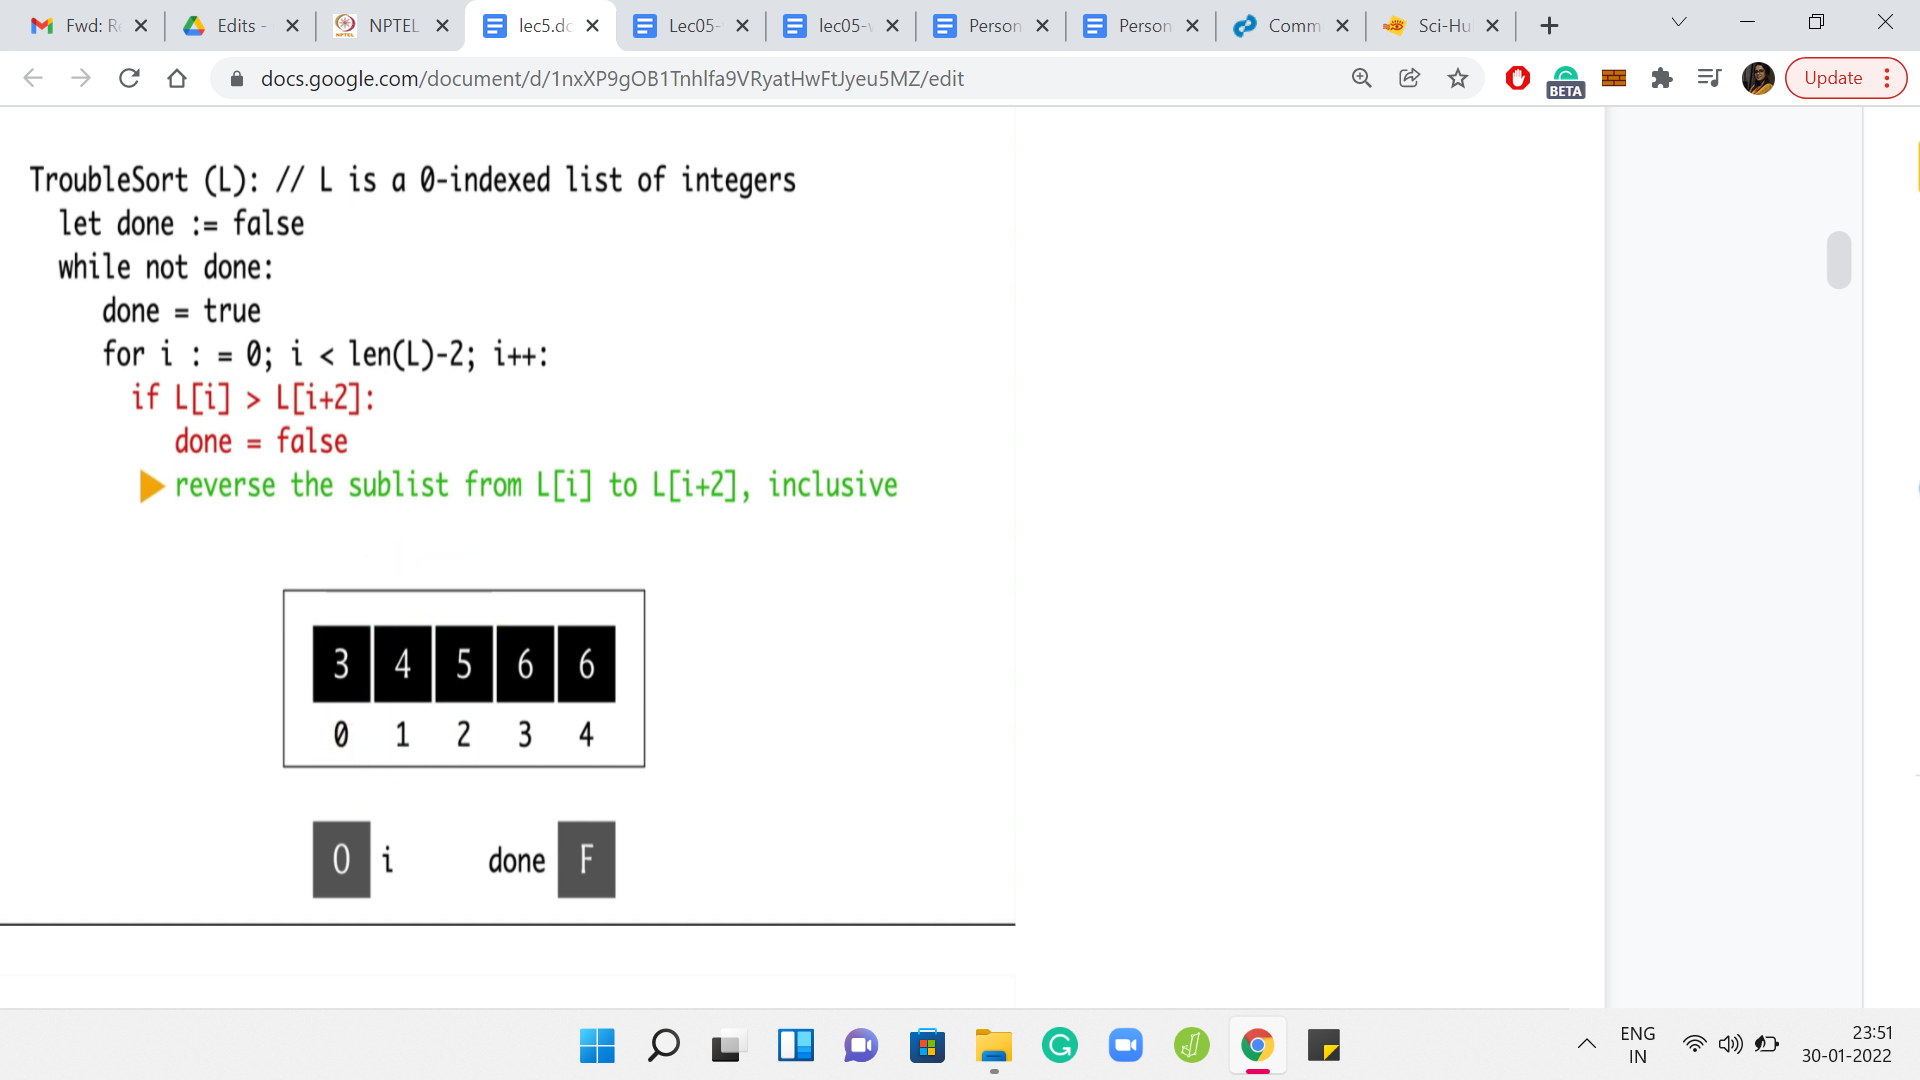 Fwd: Re
Edits -
NPTEL
lec5.dc
Lec05-
lec05-v
Person
Person
Comm
Sci-Hu
docs.google.com/document/d/1nxXP9gOB1Tnhlfa9VRyatHwFtJyeu5MZ/edit
BETA
Update
TroubleSort (L): // L is a 0-indexed list of integers
let done := false
while not done:
done = true
for i : = 0; i < len(L)-2; i++:
if L[i] > L[i+2]:
done = false
reverse the sublist from L[i] to L[i+2], inclusive
3 4 5 6 6
0 1 2 3 4
0 i done F
ENG
IN
23:51
30-01-2022